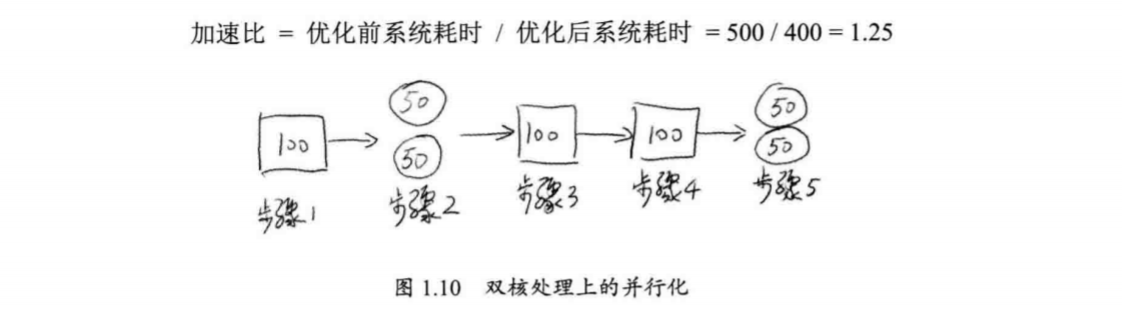 加速比 = 优化前系统耗时 / 优化后系统耗时 = 500 / 400 = 1.25
50 50
100 100 100
50 50
步骤1 步骤2 步骤3 步骤4 步骤5
图 1.10 双核处理上的并行化